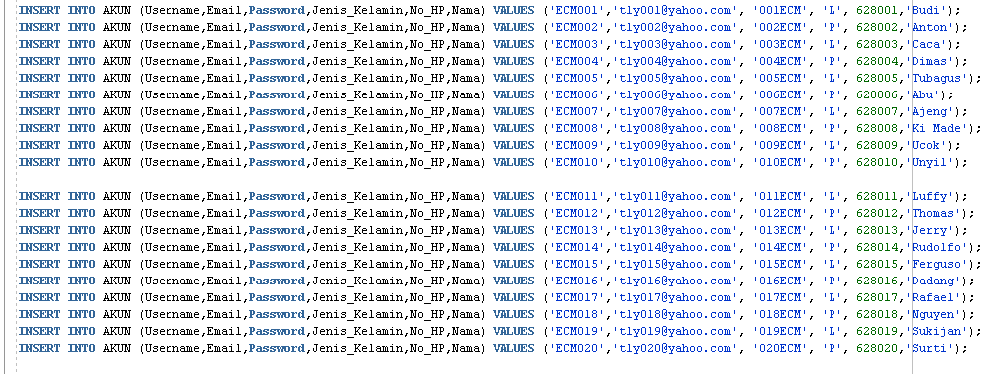 INSERT INTO AKUN (Username,Email,Password,Jenis_Kelamin,No_HP,Nama) VALUES ('ECM001','tly001@yahoo.com', '001ECM', 'L', 628001,'Budi');
INSERT INTO AKUN (Username,Email,Password,Jenis_Kelamin,No_HP,Nama) VALUES ('ECM002','tly002@yahoo.com', '002ECM', 'P', 628002,'Anton');
INSERT INTO AKUN (Username,Email,Password,Jenis_Kelamin,No_HP,Nama) VALUES ('ECM003','tly003@yahoo.com', '003ECM', 'L', 628003,'Caca');
INSERT INTO AKUN (Username,Email,Password,Jenis_Kelamin,No_HP,Nama) VALUES ('ECM004','tly004@yahoo.com', '004ECM', 'P', 628004,'Dimas');
INSERT INTO AKUN (Username,Email,Password,Jenis_Kelamin,No_HP,Nama) VALUES ('ECM005','tly005@yahoo.com', '005ECM', 'L', 628005,'Tubagus');
INSERT INTO AKUN (Username,Email,Password,Jenis_Kelamin,No_HP,Nama) VALUES ('ECM006','tly006@yahoo.com', '006ECM', 'P', 628006,'Abu');
INSERT INTO AKUN (Username,Email,Password,Jenis_Kelamin,No_HP,Nama) VALUES ('ECM007','tly007@yahoo.com', '007ECM', 'L', 628007,'Ajeng');
INSERT INTO AKUN (Username,Email,Password,Jenis_Kelamin,No_HP,Nama) VALUES ('ECM008','tly008@yahoo.com', '008ECM', 'P', 628008,'Ki Made');
INSERT INTO AKUN (Username,Email,Password,Jenis_Kelamin,No_HP,Nama) VALUES ('ECM009','tly009@yahoo.com', '009ECM', 'L', 628009,'Ucok');
INSERT INTO AKUN (Username,Email,Password,Jenis_Kelamin,No_HP,Nama) VALUES ('ECM010','tly010@yahoo.com', '010ECM', 'P', 628010,'Unyil');
INSERT INTO AKUN (Username,Email,Password,Jenis_Kelamin,No_HP,Nama) VALUES ('ECM011','tly011@yahoo.com', '011ECM', 'L', 628011,'Luffy');
INSERT INTO AKUN (Username,Email,Password,Jenis_Kelamin,No_HP,Nama) VALUES ('ECM012','tly012@yahoo.com', '012ECM', 'P', 628012,'Thomas');
INSERT INTO AKUN (Username,Email,Password,Jenis_Kelamin,No_HP,Nama) VALUES ('ECM013','tly013@yahoo.com', '013ECM', 'L', 628013,'Jerry');
INSERT INTO AKUN (Username,Email,Password,Jenis_Kelamin,No_HP,Nama) VALUES ('ECM014','tly014@yahoo.com', '014ECM', 'P', 628014,'Rudolfo');
INSERT INTO AKUN (Username,Email,Password,Jenis_Kelamin,No_HP,Nama) VALUES ('ECM015','tly015@yahoo.com', '015ECM', 'L', 628015,'Ferguso');
INSERT INTO AKUN (Username,Email,Password,Jenis_Kelamin,No_HP,Nama) VALUES ('ECM016','tly016@yahoo.com', '016ECM', 'P', 628016,'Dadang');
INSERT INTO AKUN (Username,Email,Password,Jenis_Kelamin,No_HP,Nama) VALUES ('ECM017','tly017@yahoo.com', '017ECM', 'L', 628017,'Rafael');
INSERT INTO AKUN (Username,Email,Password,Jenis_Kelamin,No_HP,Nama) VALUES ('ECM018','tly018@yahoo.com', '018ECM', 'P', 628018,'Nguyen');
INSERT INTO AKUN (Username,Email,Password,Jenis_Kelamin,No_HP,Nama) VALUES ('ECM019','tly019@yahoo.com', '019ECM', 'L', 628019,'Sukijan');
INSERT INTO AKUN (Username,Email,Password,Jenis_Kelamin,No_HP,Nama) VALUES ('ECM020','tly020@yahoo.com', '020ECM', 'P', 628020,'Surti');